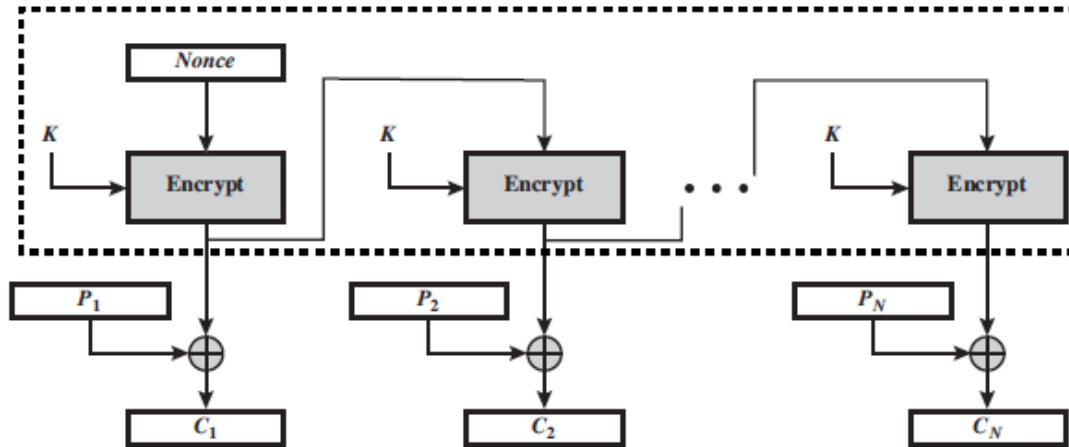 Nonce
K K K
Encrypt Encrypt • • • Encrypt
P1 P2 PN
C1 C2 CN